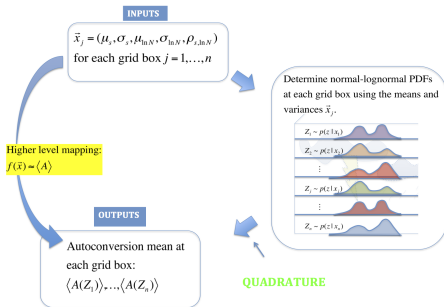 INPUTS
x⃗_j = (μ_s, σ_s, μ_lnN, σ_lnN, ρ_s,lnN)
for each grid box j = 1,…,n
Determine normal-lognormal PDFs
at each grid box using the means and
variances x⃗_j.
Z_1 ~ p(z | x_1)
Z_2 ~ p(z | x_2)
⋮
Z_j ~ p(z | x_j)
⋮
Z_n ~ p(z | x_n)
Higher level mapping:
f(x⃗) ≈ ⟨A⟩
OUTPUTS
Autoconversion mean at
each grid box:
⟨A(Z_1)⟩,…,⟨A(Z_n)⟩
QUADRATURE